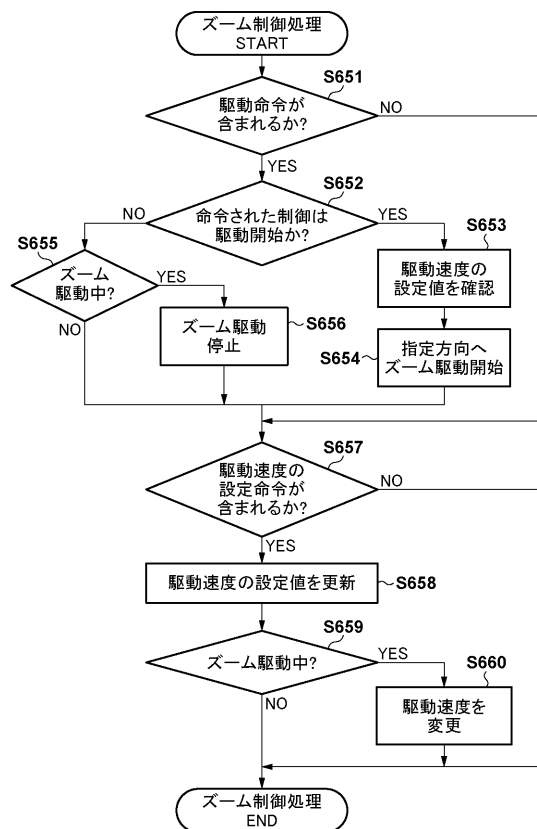 ズーム制御処理
START
S651
駆動命令が
含まれるか?
NO
YES
S652
命令された制御は
駆動開始か?
NO
YES
S653
駆動速度の
設定値を確認
S654
指定方向へ
ズーム駆動開始
S655
ズーム
駆動中?
YES
NO
S656
ズーム駆動
停止
S657
駆動速度の
設定命令が
含まれるか?
NO
YES
駆動速度の設定値を更新
S658
S659
ズーム駆動中?
YES
NO
S660
駆動速度を
変更
ズーム制御処理
END